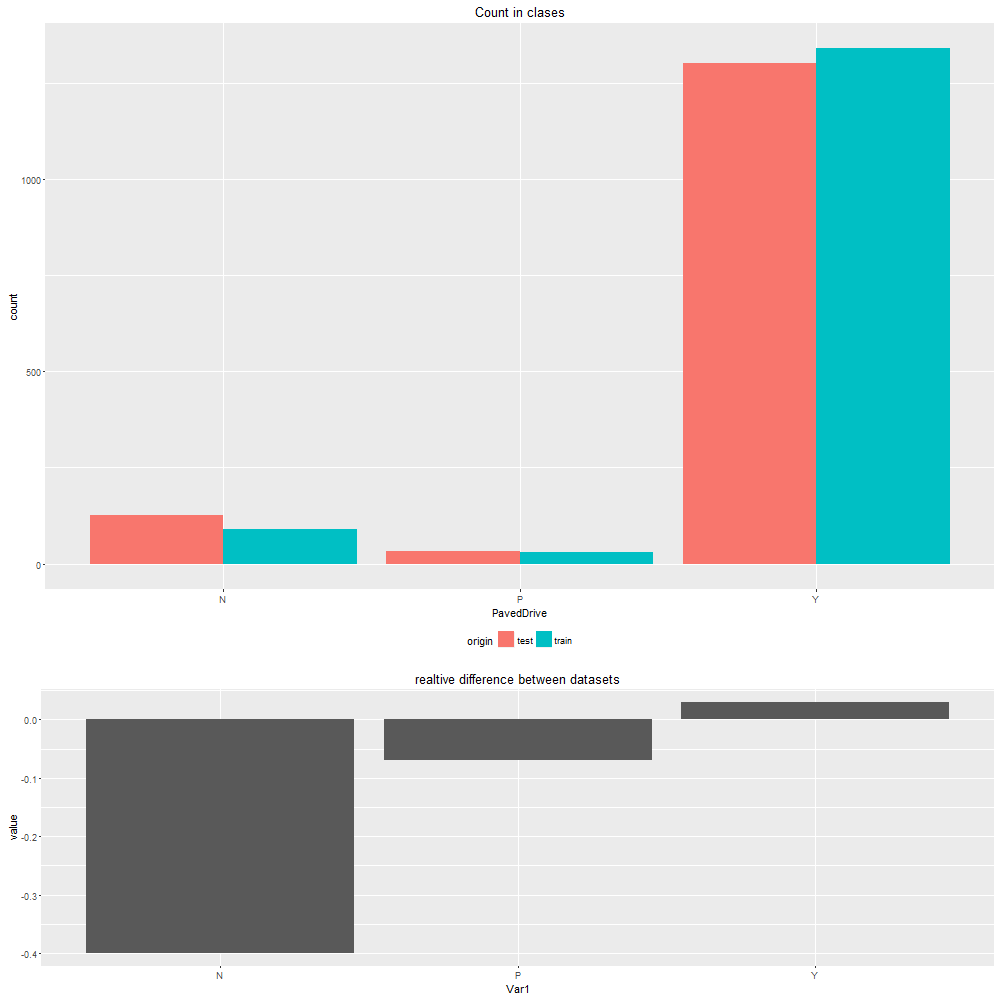 Count in clases
count
1000
500
0
N P Y
PavedDrive
origin test train
realtive difference between datasets
value
0.0
-0.1
-0.2
-0.3
-0.4
N P Y
Var1